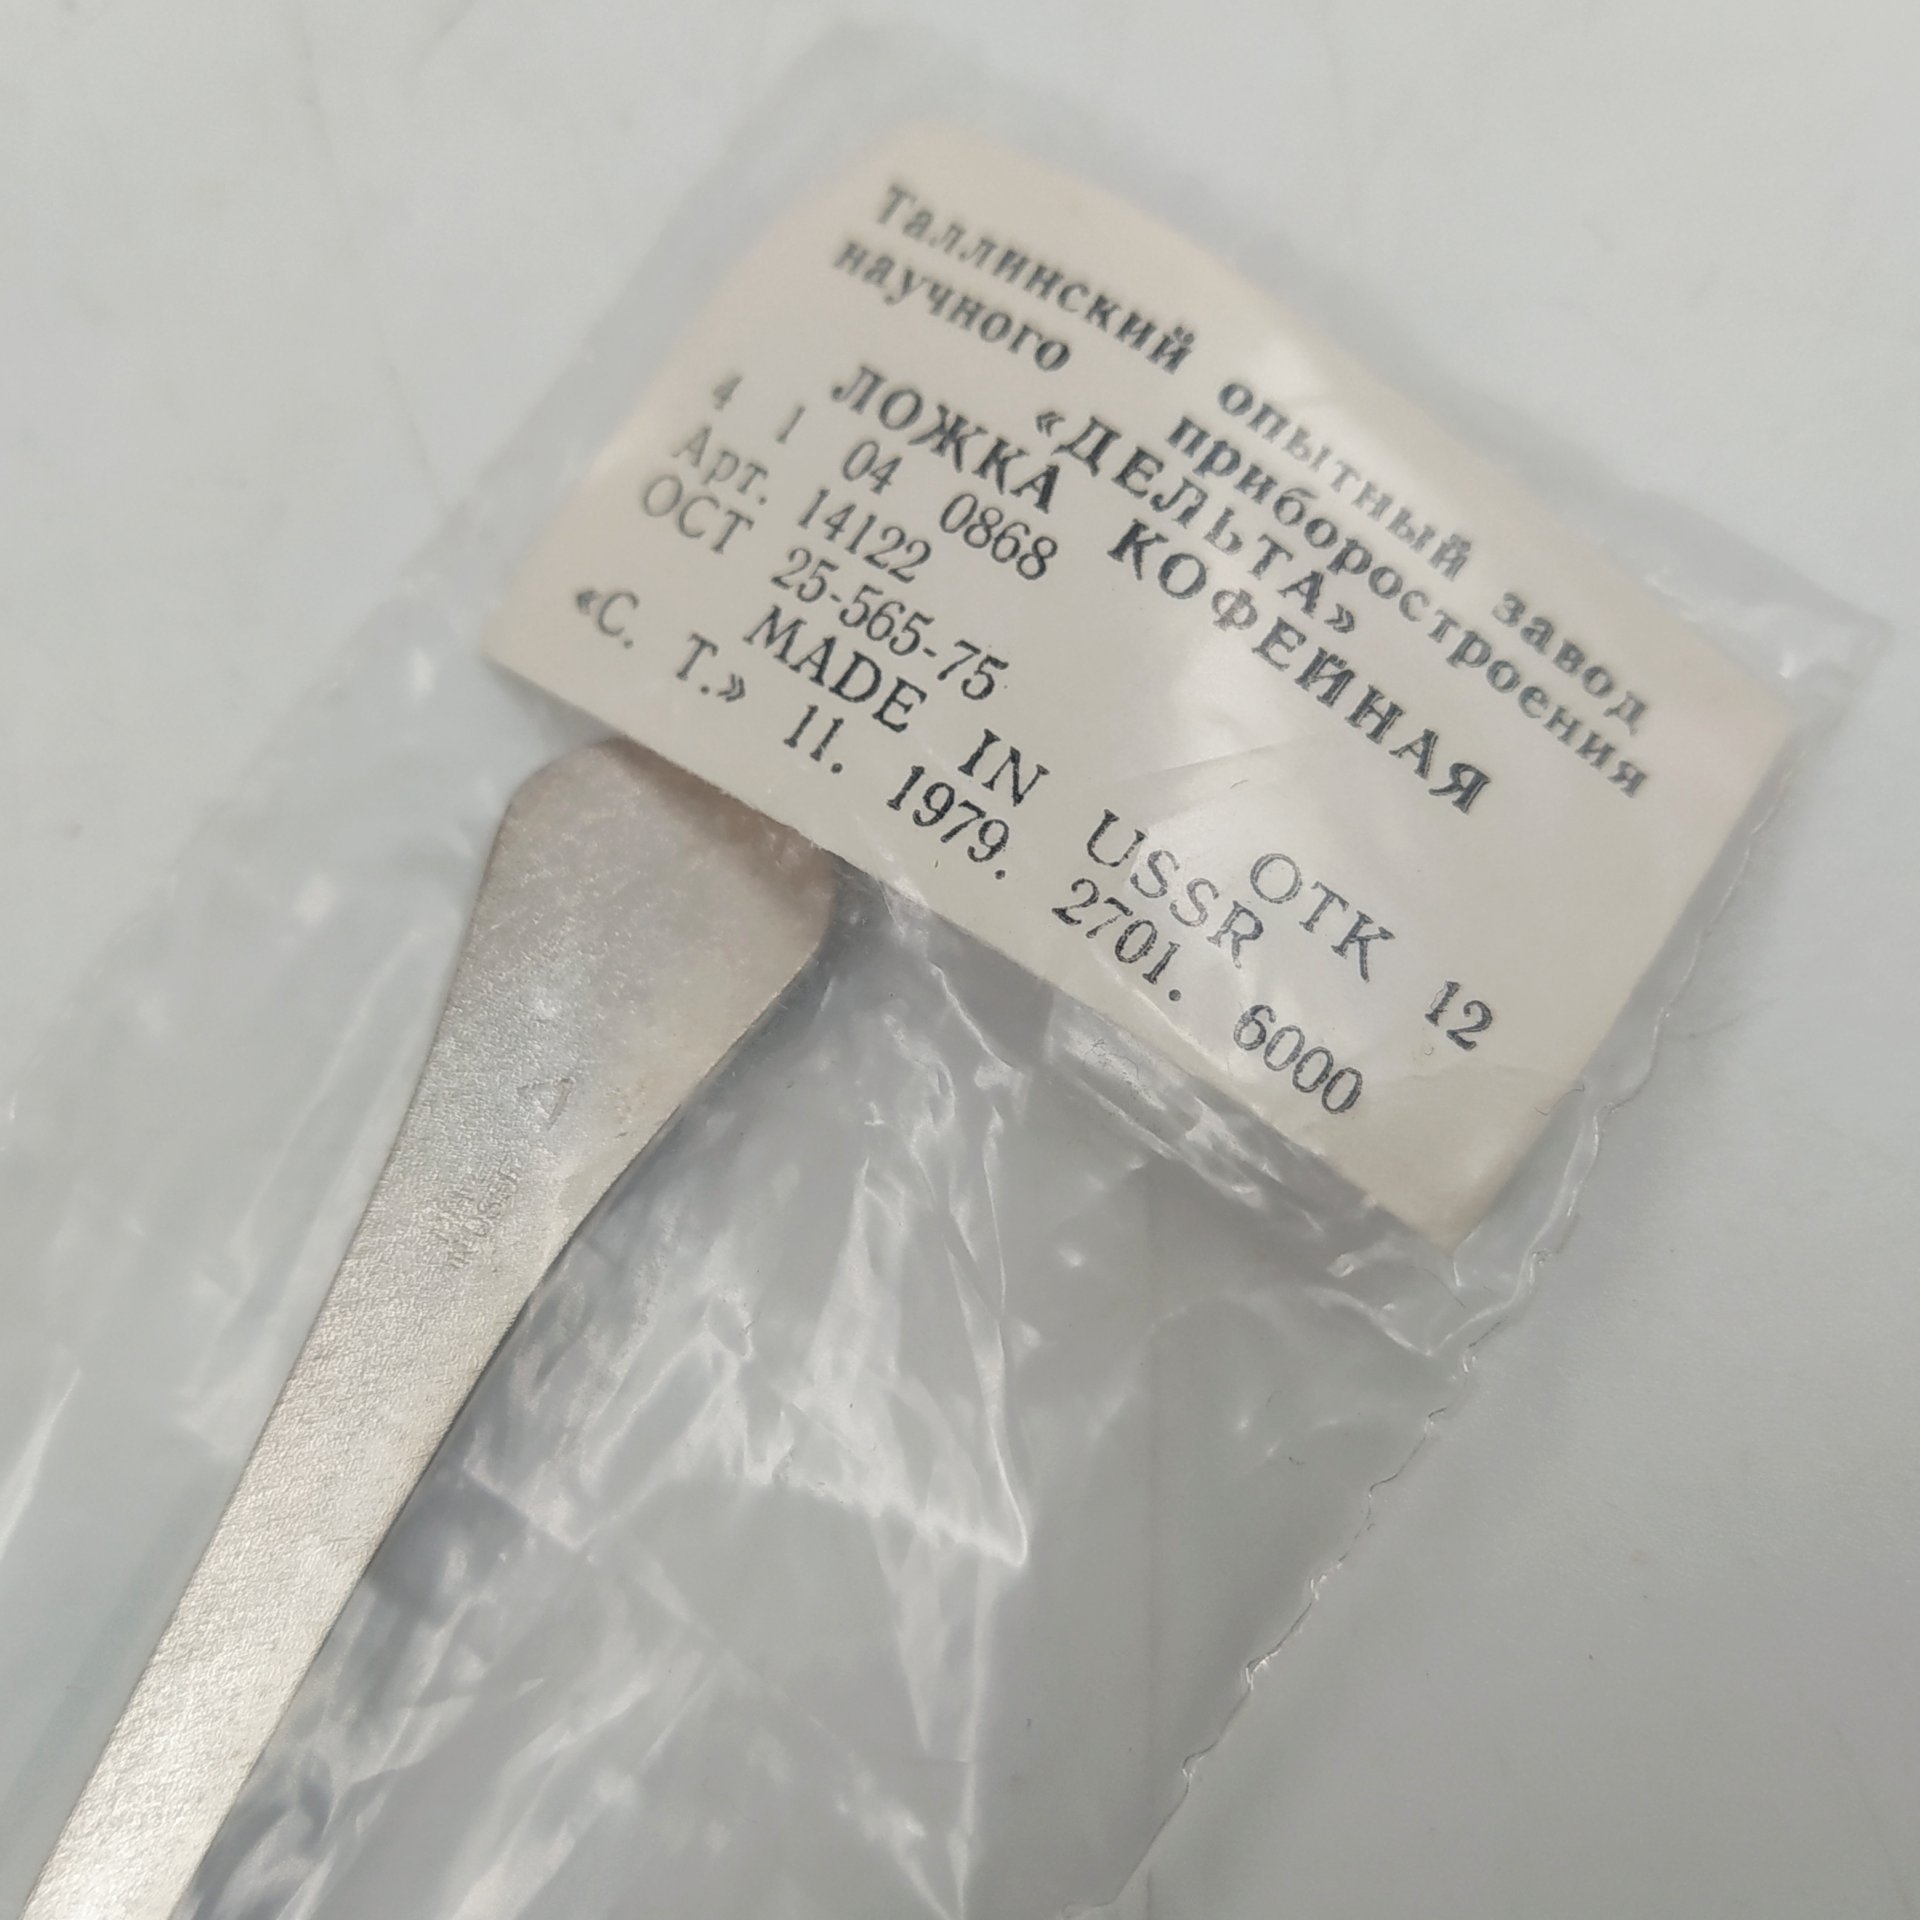 Таллинский опытный завод
научного приборостроения
«ДЕЛЬТА»
ЛОЖКА КОФЕЙНАЯ
4 1 04 0868
Арт. 14122
ОСТ 25-565-75 ОТК 12
MADE IN USSR
«С. Т.» 11. 1979. 2701. 6000